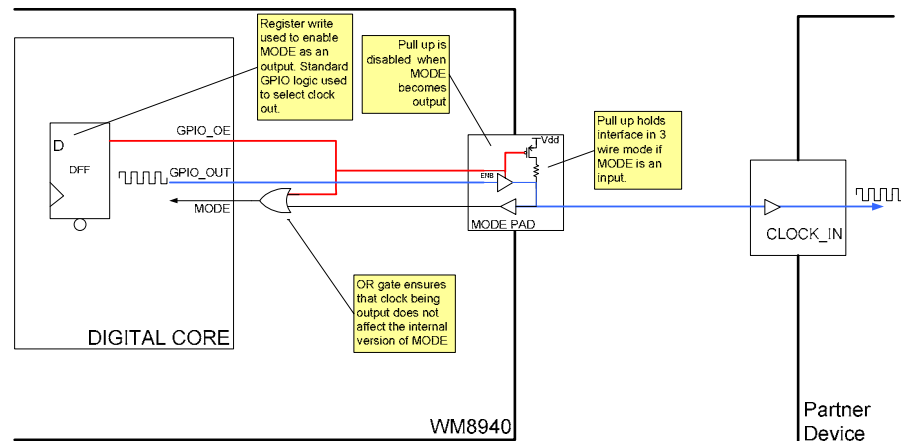 Register write
used to enable
MODE as an
output. Standard
GPIO logic used
to select clock
out.
Pull up is
disabled when
MODE
becomes
output
Pull up holds
interface in 3
wire mode if
MODE is an
input.
D
DFF
GPIO_OE
GPIO_OUT
MODE
Vdd
ENB
MODE PAD
CLOCK_IN
OR gate ensures
that clock being
output does not
affect the internal
version of MODE
DIGITAL CORE
WM8940
Partner
Device